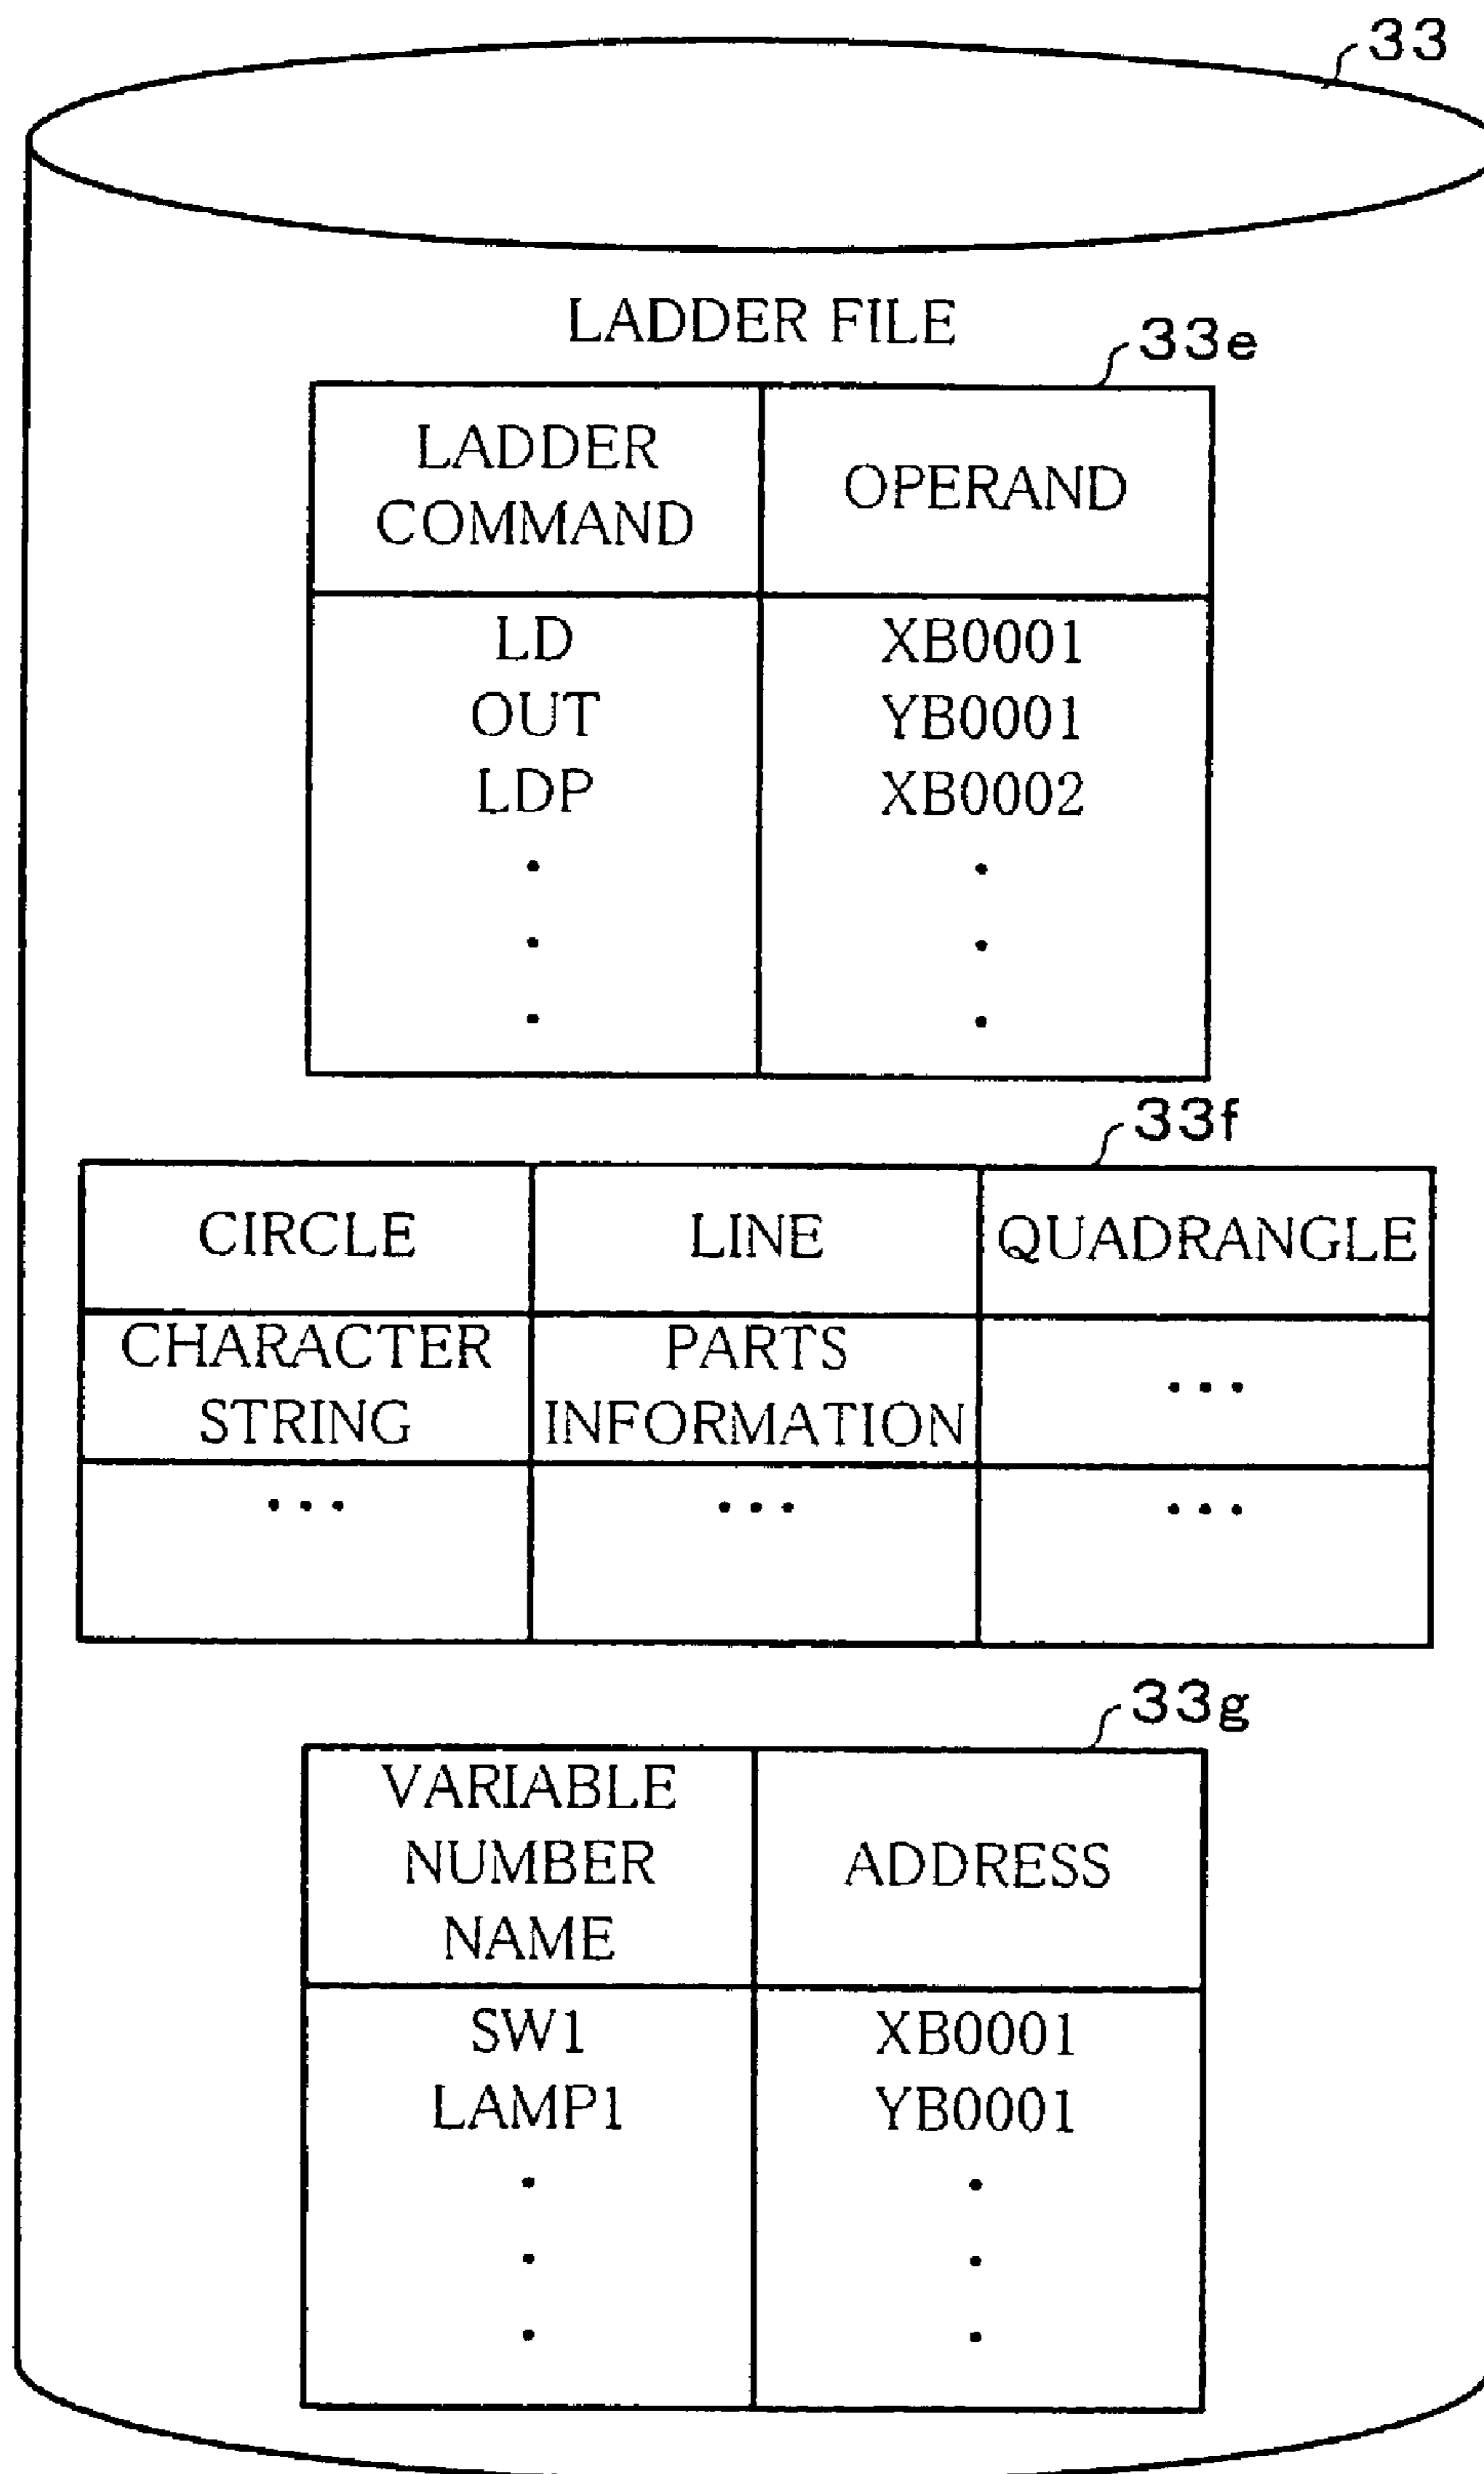 33
LADDER FILE
33e
LADDER
COMMAND
OPERAND
LD XB0001
OUT YB0001
LDP XB0002
. .
. .
. .
33f
CIRCLE LINE QUADRANGLE
CHARACTER
STRING
PARTS
INFORMATION
...
... ... ...
33g
VARIABLE
NUMBER
NAME
ADDRESS
SW1 XB0001
LAMP1 YB0001
. .
. .
. .